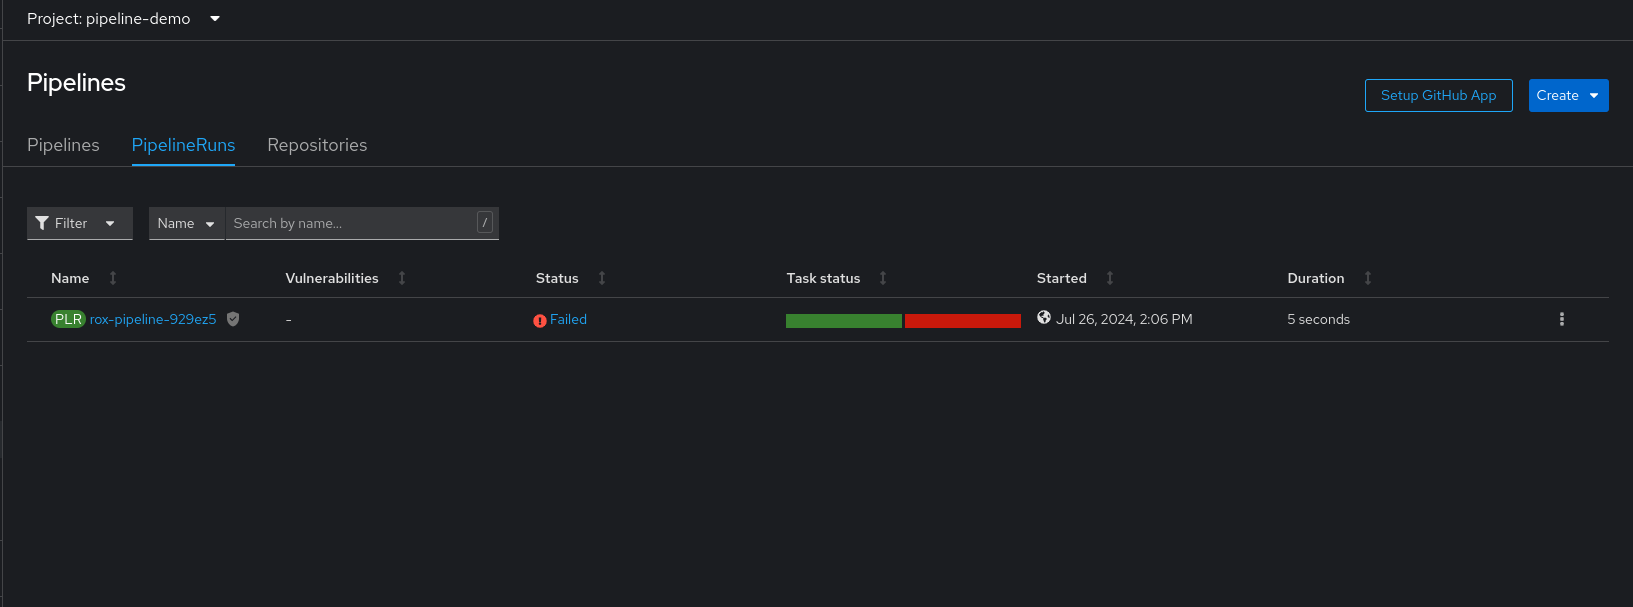 Project: pipeline-demo
Pipelines
Setup GitHub App
Create
Pipelines PipelineRuns Repositories
Filter Name Search by name... /
Name Vulnerabilities Status Task status Started Duration
PLR rox-pipeline-929ez5 - Failed Jul 26, 2024, 2:06 PM 5 seconds